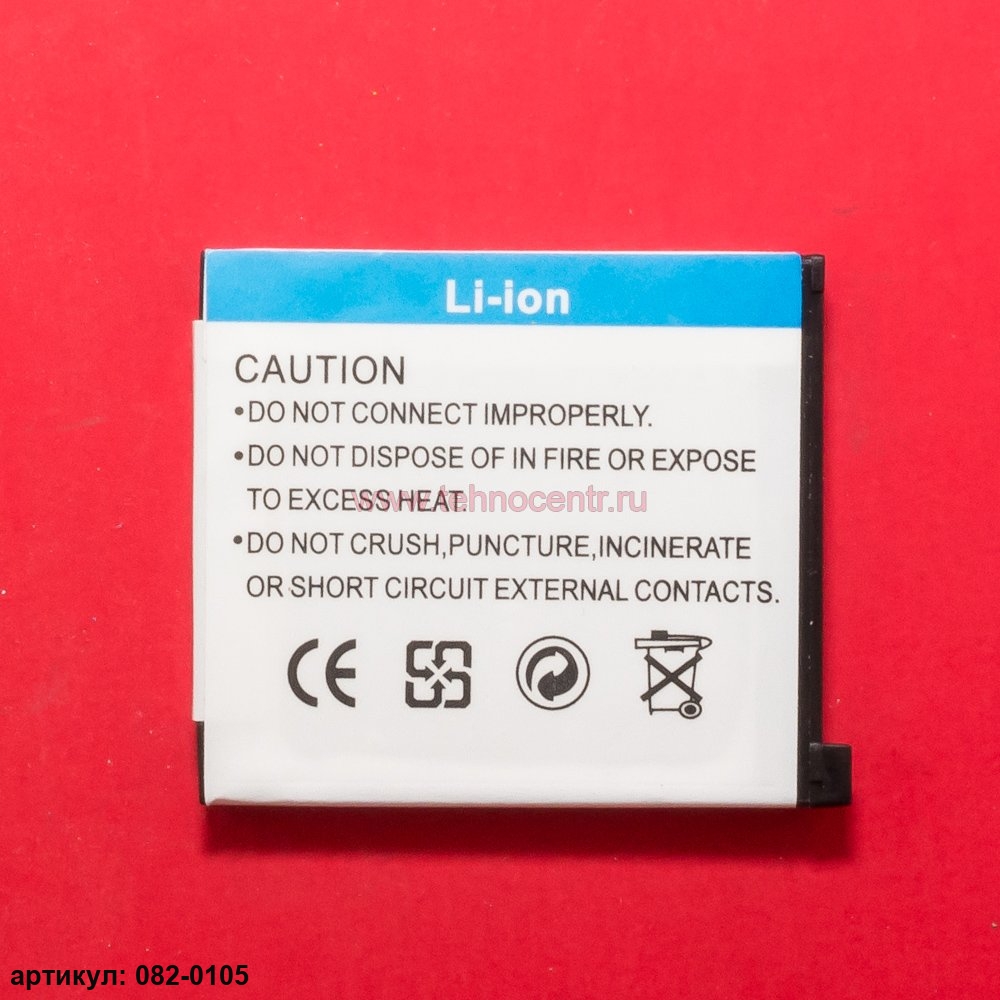 Li-ion
CAUTION
•DO NOT CONNECT IMPROPERLY.
•DO NOT DISPOSE OF IN FIRE OR EXPOSE
TO EXCESS HEAT.
www.tehnocentr.ru
•DO NOT CRUSH,PUNCTURE,INCINERATE
OR SHORT CIRCUIT EXTERNAL CONTACTS.
CE
артикул: 082-0105